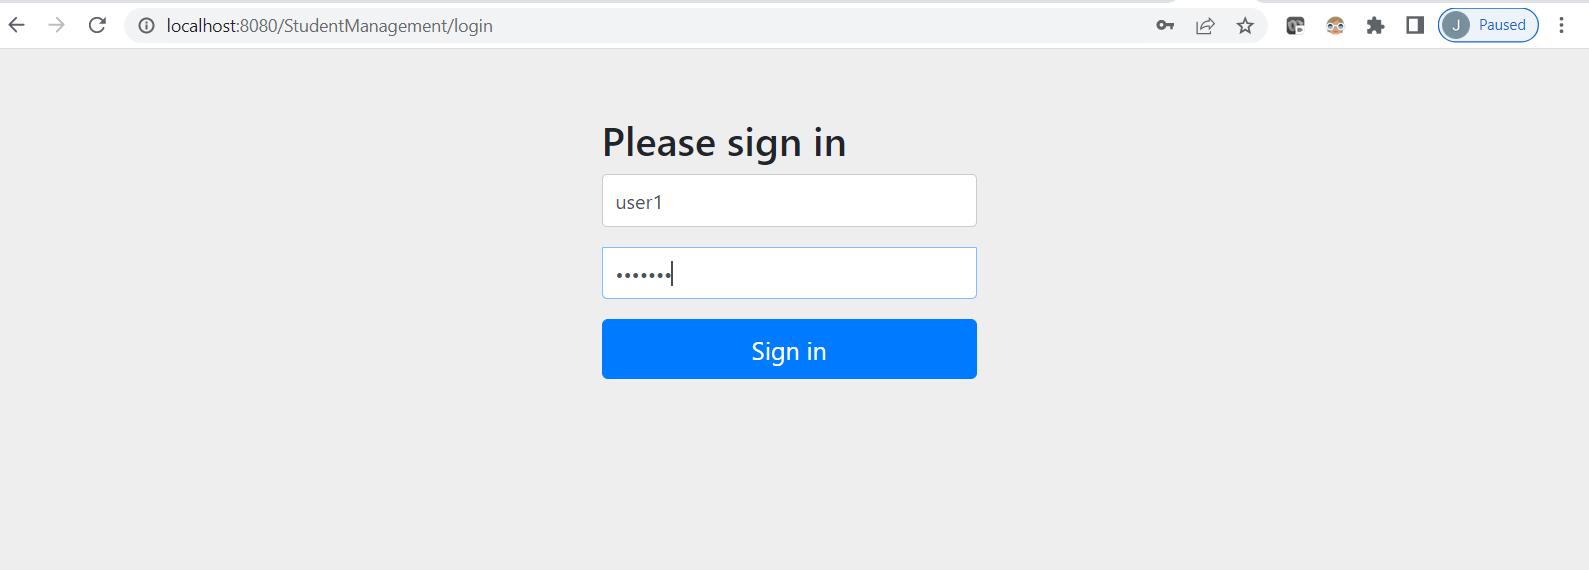 localhost:8080/StudentManagement/login
J Paused
Please sign in
user1
•••••••
Sign in